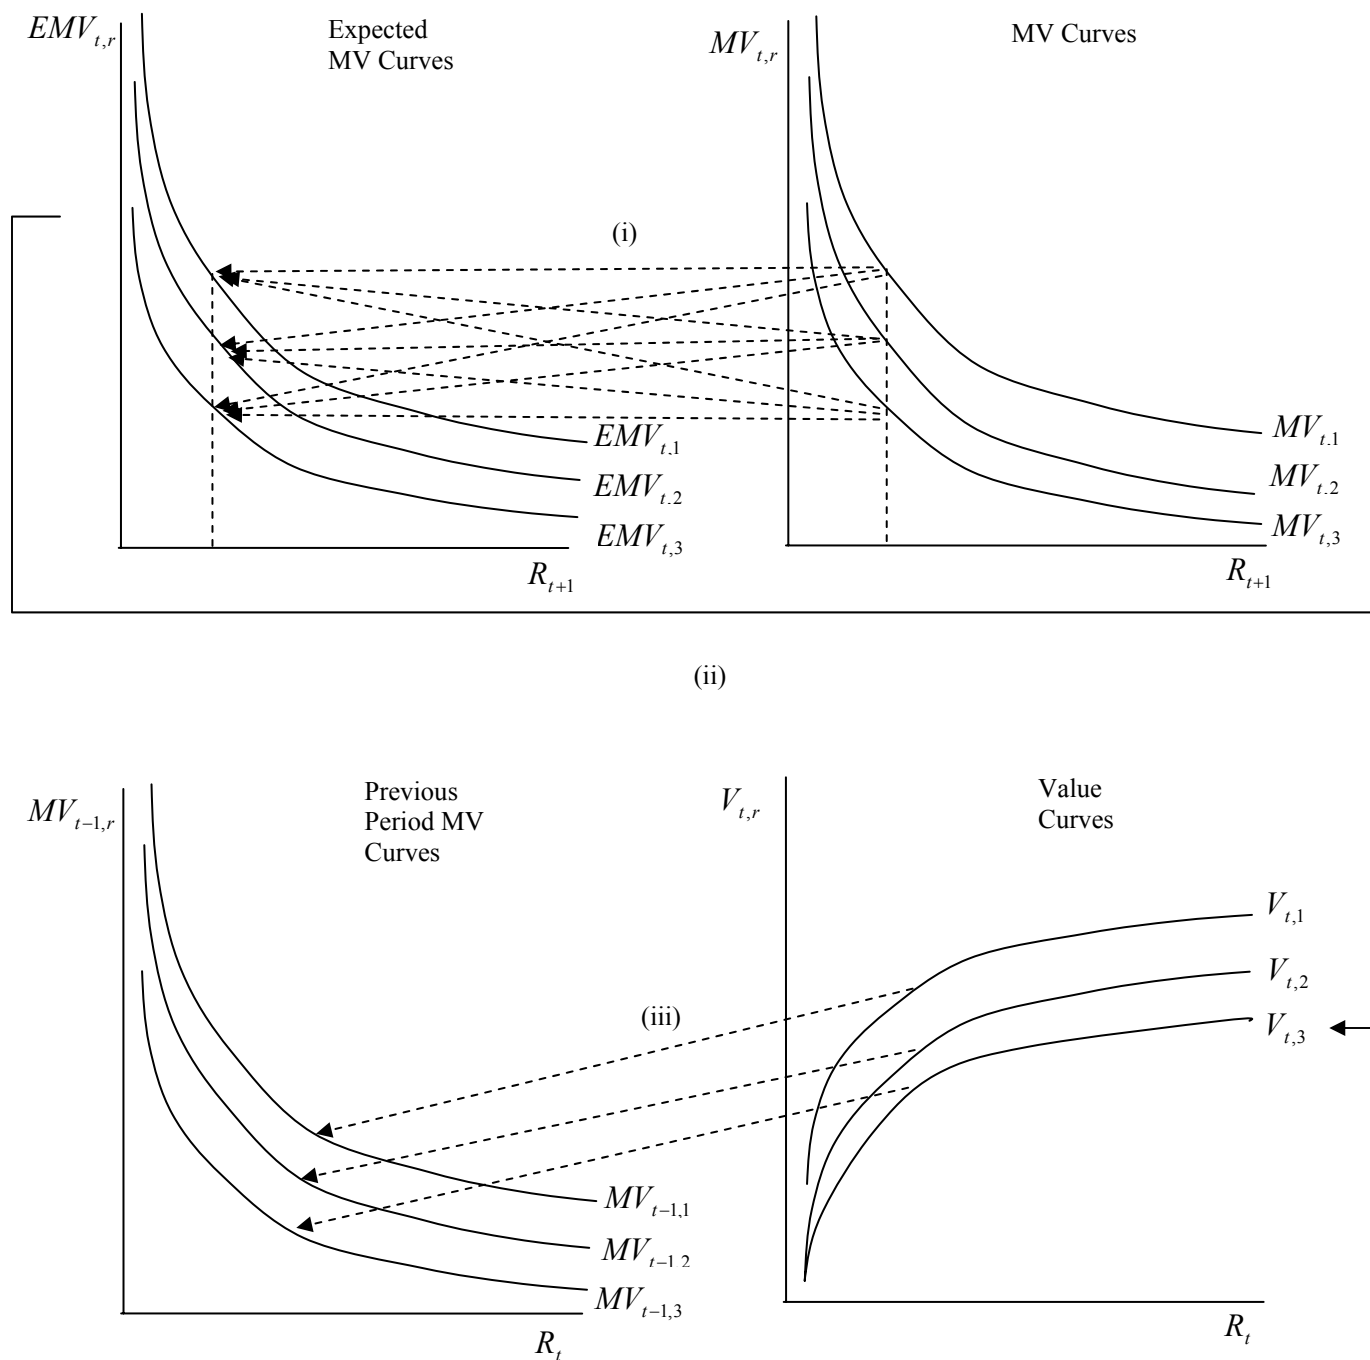 EMV_{t,r}
Expected
MV Curves
MV_{t,r}
MV Curves
(i)
EMV_{t,1}
EMV_{t,2}
EMV_{t,3}
R_{t+1}
MV_{t,1}
MV_{t,2}
MV_{t,3}
R_{t+1}
(ii)
MV_{t-1,r}
Previous
Period MV
Curves
V_{t,r}
Value
Curves
(iii)
V_{t,1}
V_{t,2}
V_{t,3}
MV_{t-1,1}
MV_{t-1,2}
MV_{t-1,3}
R_t
R_t